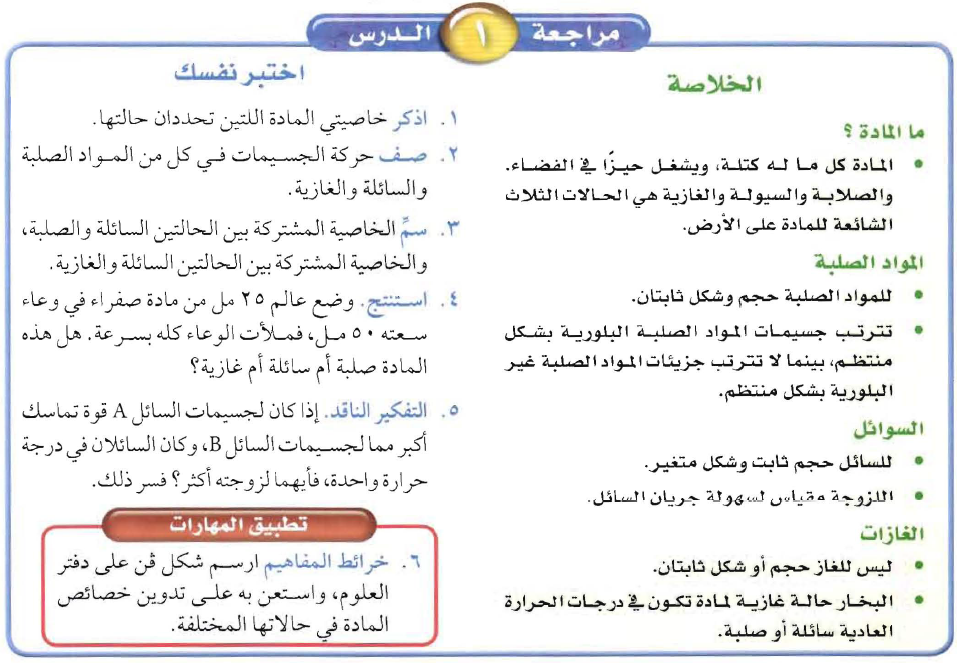 مراجعة ١ الدرس
الخلاصة
ما المادة ؟
• المادة كل ما له كتلة، ويشغل حيزًا في الفضاء.
والصلابة والسيولة والغازية هي الحالات الثلاث
الشائعة للمادة على الأرض.
المواد الصلبة
• للمواد الصلبة حجم وشكل ثابتان.
• تترتب جسيمات المواد الصلبة البلورية بشكل
منتظم، بينما لا تترتب جزيئات المواد الصلبة غير
البلورية بشكل منتظم.
السوائل
• للسائل حجم ثابت وشكل متغير.
• اللزوجة مقياس لسهولة جريان السائل.
الغازات
• ليس للغاز حجم أو شكل ثابتان.
• البخار حالة غازية لمادة تكون في درجات الحرارة
العادية سائلة أو صلبة.
اختبر نفسك
١. اذكر خاصيتي المادة اللتين تحددان حالتها.
٢. صف حركة الجسيمات في كل من المواد الصلبة
والسائلة والغازية.
٣. سمِّ الخاصية المشتركة بين الحالتين السائلة والصلبة،
والخاصية المشتركة بين الحالتين السائلة والغازية.
٤. استنتج. وضع عالم ٢٥ مل من مادة صفراء في وعاء
سعته ٥٠ مل، فملأت الوعاء كله بسرعة. هل هذه
المادة صلبة أم سائلة أم غازية؟
٥. التفكير الناقد. إذا كان لجسيمات السائل A قوة تماسك
أكبر مما لجسيمات السائل B، وكان السائلان في درجة
حرارة واحدة، فأيهما لزوجته أكثر؟ فسر ذلك.
تطبيق المهارات
٦. خرائط المفاهيم ارسم شكل ڤن على دفتر
العلوم، واستعن به على تدوين خصائص
المادة في حالاتها المختلفة.